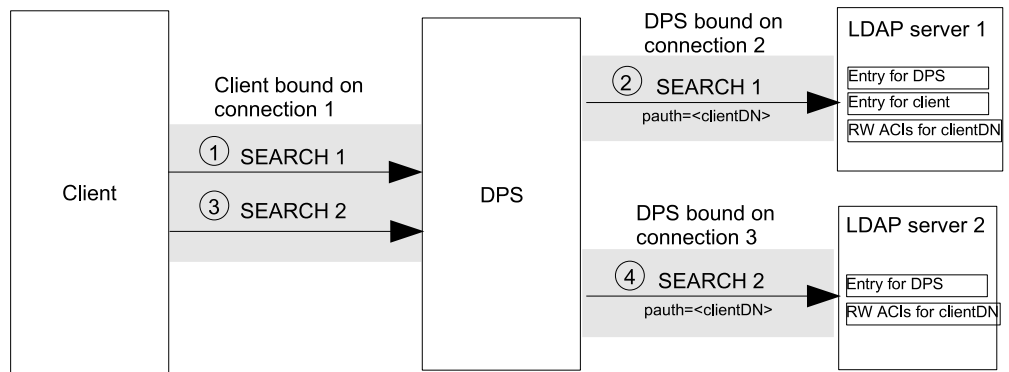 Client
Client bound on
connection 1
1 SEARCH 1
3 SEARCH 2
DPS
DPS bound on
connection 2
2 SEARCH 1
pauth=<clientDN>
DPS bound on
connection 3
4 SEARCH 2
pauth=<clientDN>
LDAP server 1
Entry for DPS
Entry for client
RW ACIs for clientDN
LDAP server 2
Entry for DPS
RW ACIs for clientDN